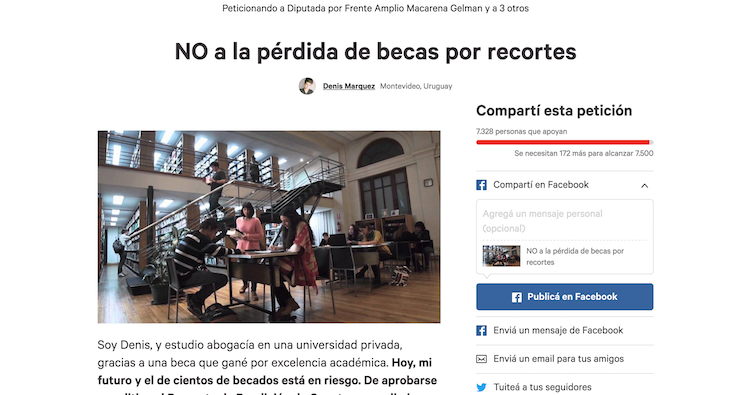 Peticionando a Diputada por Frente Amplio Macarena Gelman y a 3 otros
NO a la pérdida de becas por recortes
Denis Marquez Montevideo, Uruguay
Compartí esta petición
7.328 personas que apoyan
Se necesitan 172 más para alcanzar 7.500
Compartí en Facebook
Agregá un mensaje personal
(opcional)
NO a la pérdida de becas por
recortes
Publicá en Facebook
Enviá un mensaje de Facebook
Enviá un email para tus amigos
Tuiteá a tus seguidores
Soy Denis, y estudio abogacía en una universidad privada,
gracias a una beca que gané por excelencia académica. Hoy, mi
futuro y el de cientos de becados está en riesgo. De aprobarse